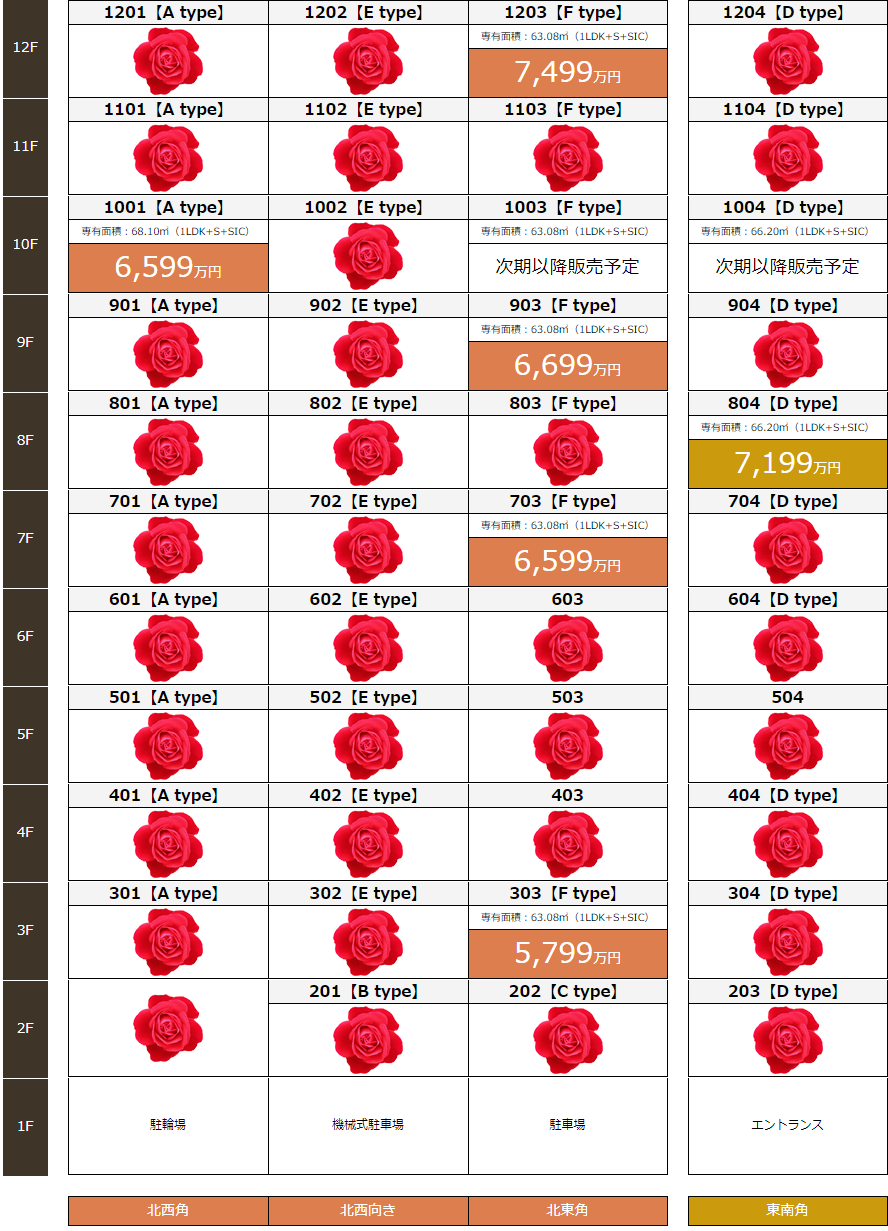 12F
1201【A type】
1202【E type】
1203【F type】
専有面積：63.08㎡（1LDK+S+SIC）
7,499万円
1204【D type】
11F
1101【A type】
1102【E type】
1103【F type】
1104【D type】
10F
1001【A type】
専有面積：68.10㎡（1LDK+S+SIC）
6,599万円
1002【E type】
1003【F type】
専有面積：63.08㎡（1LDK+S+SIC）
次期以降販売予定
1004【D type】
専有面積：66.20㎡（1LDK+S+SIC）
次期以降販売予定
9F
901【A type】
902【E type】
903【F type】
専有面積：63.08㎡（1LDK+S+SIC）
6,699万円
904【D type】
8F
801【A type】
802【E type】
803【F type】
804【D type】
専有面積：66.20㎡（1LDK+S+SIC）
7,199万円
7F
701【A type】
702【E type】
703【F type】
専有面積：63.08㎡（1LDK+S+SIC）
6,599万円
704【D type】
6F
601【A type】
602【E type】
603
604【D type】
5F
501【A type】
502【E type】
503
504
4F
401【A type】
402【E type】
403
404【D type】
3F
301【A type】
302【E type】
303【F type】
専有面積：63.08㎡（1LDK+S+SIC）
5,799万円
304【D type】
2F
201【B type】
202【C type】
203【D type】
1F
駐輪場
機械式駐車場
駐車場
エントランス
北西角
北西向き
北東角
東南角